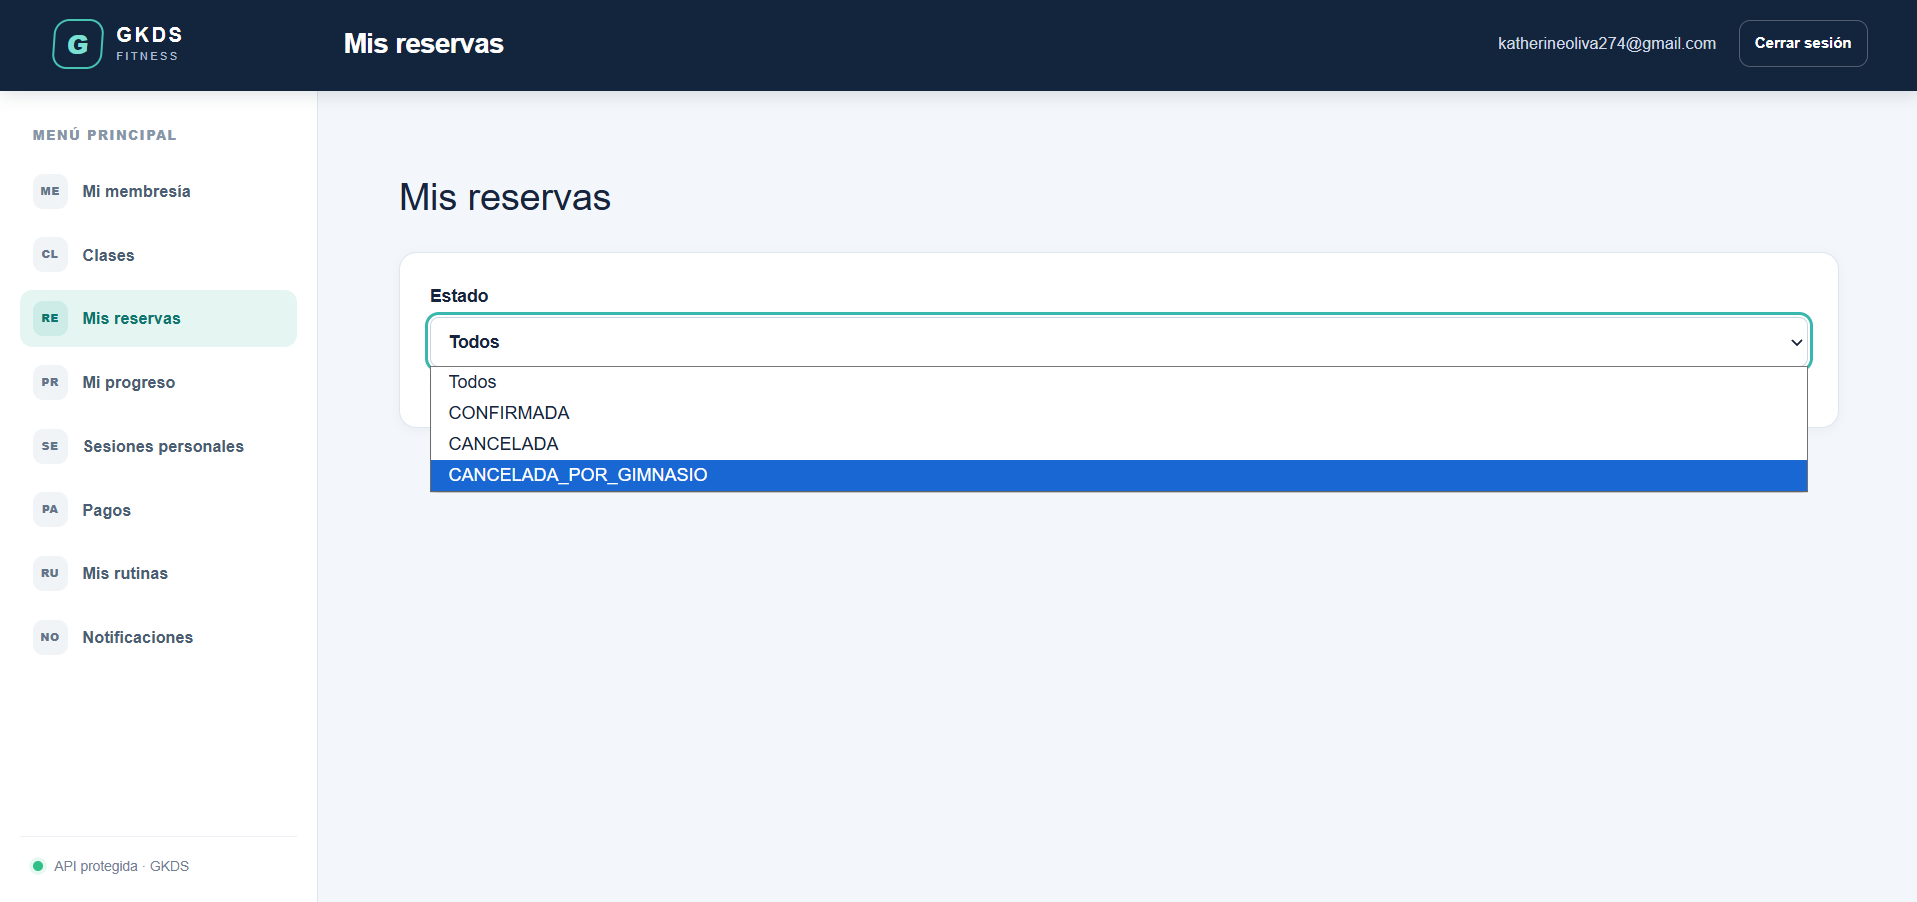 G
GKDS
FITNESS
Mis reservas
katherineoliva274@gmail.com
Cerrar sesión
MENÚ PRINCIPAL
ME Mi membresía
CL Clases
RE Mis reservas
PR Mi progreso
SE Sesiones personales
PA Pagos
RU Mis rutinas
NO Notificaciones
API protegida · GKDS
Mis reservas
Estado
Todos
Todos
CONFIRMADA
CANCELADA
CANCELADA_POR_GIMNASIO